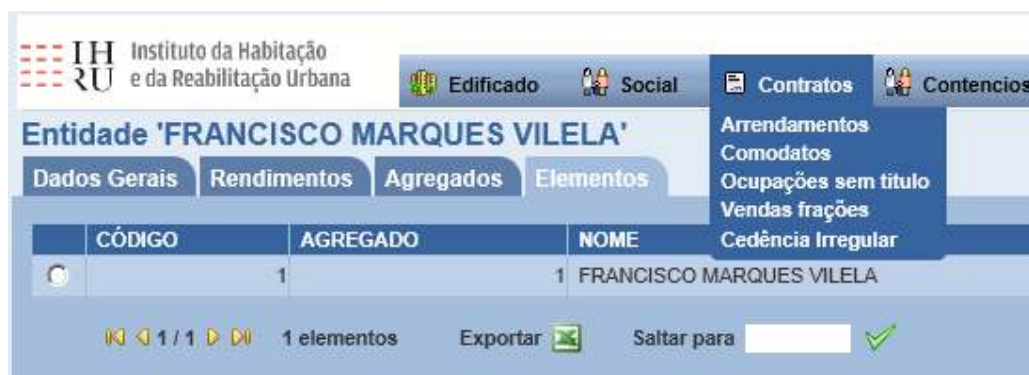 IHRU Instituto da Habitação
e da Reabilitação Urbana
Edificado Social Contratos Contencios
Entidade 'FRANCISCO MARQUES VILELA'
Arrendamentos
Comodatos
Ocupações sem titulo
Vendas frações
Cedência Irregular
Dados Gerais Rendimentos Agregados Elementos
CÓDIGO AGREGADO NOME
1 1 FRANCISCO MARQUES VILELA
1 / 1 1 elementos Exportar Saltar para